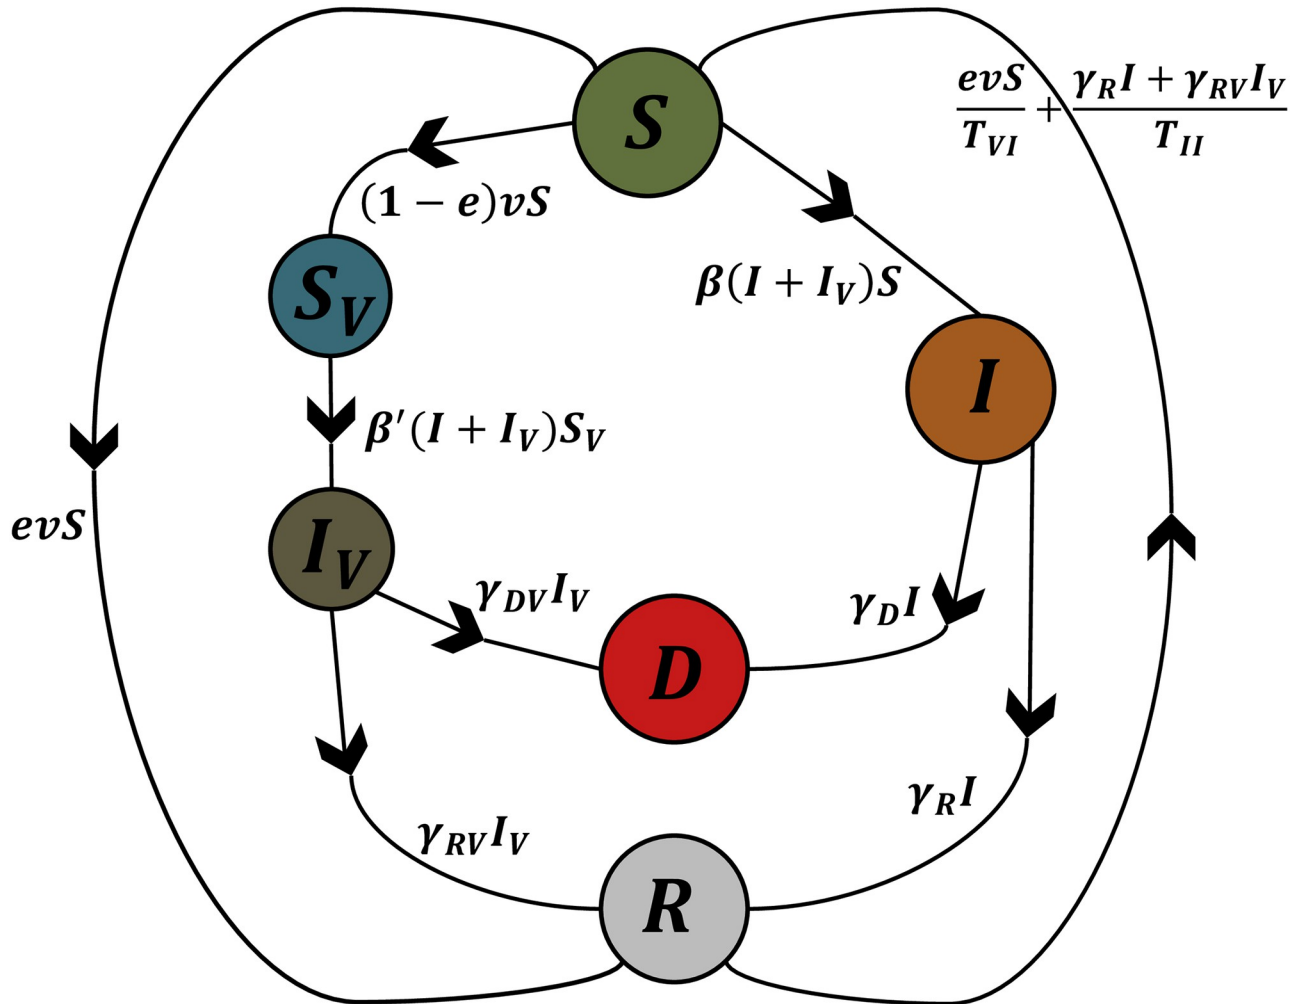 S
evS/T_VI + (γ_R I + γ_RV I_V)/T_II
(1 − e)vS
S_V
β(I + I_V)S
I
β′(I + I_V)S_V
evS
I_V
γ_DV I_V
γ_D I
D
γ_R I
γ_RV I_V
R